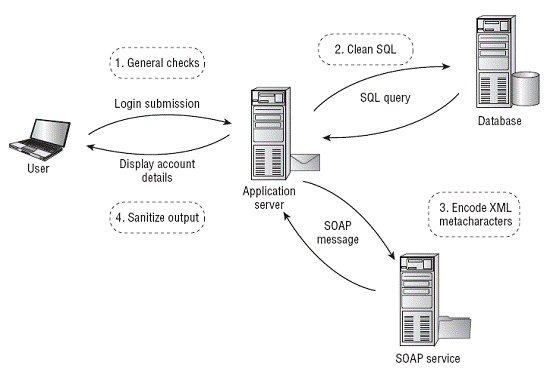 1. General checks
Login submission
User
Display account
details
4. Sanitize output
Application
server
2. Clean SQL
SQL query
Database
3. Encode XML
metacharacters
SOAP
message
SOAP service